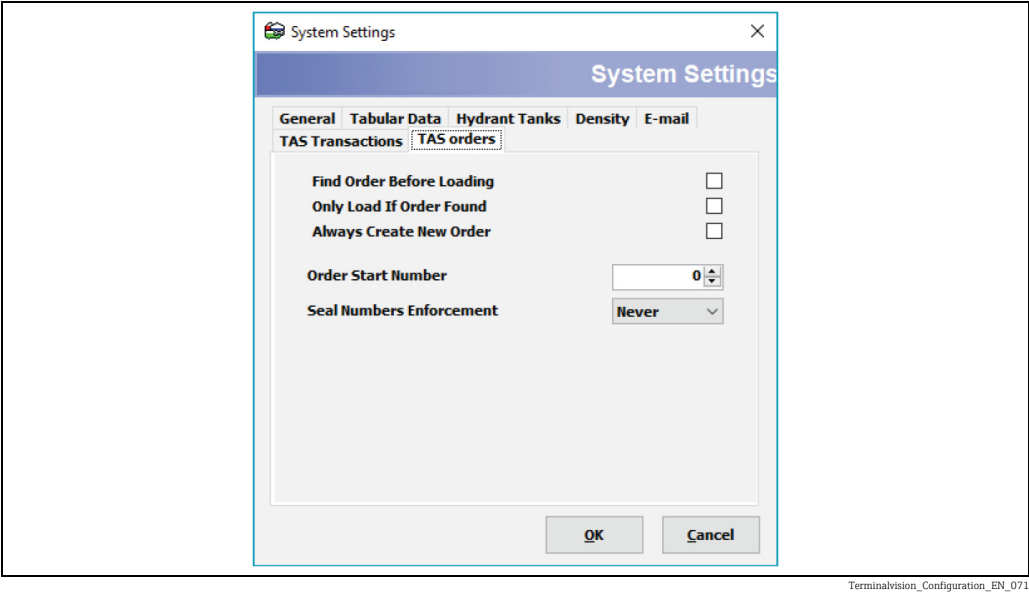 System Settings
System Settings
General Tabular Data Hydrant Tanks Density E-mail
TAS Transactions TAS orders
Find Order Before Loading
Only Load If Order Found
Always Create New Order
Order Start Number 0
Seal Numbers Enforcement Never
OK Cancel
Terminalvision_Configuration_EN_071